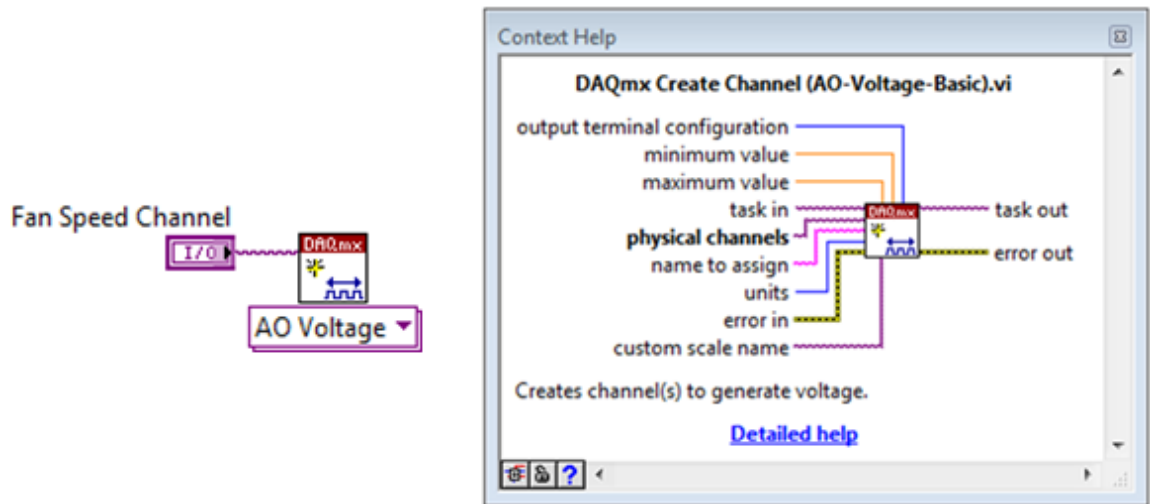 Fan Speed Channel
I/O
DAQmx
AO Voltage
Context Help
DAQmx Create Channel (AO-Voltage-Basic).vi
output terminal configuration
minimum value
maximum value
task in
physical channels
name to assign
units
error in
custom scale name
DAQmx
task out
error out
Creates channel(s) to generate voltage.
Detailed help
?